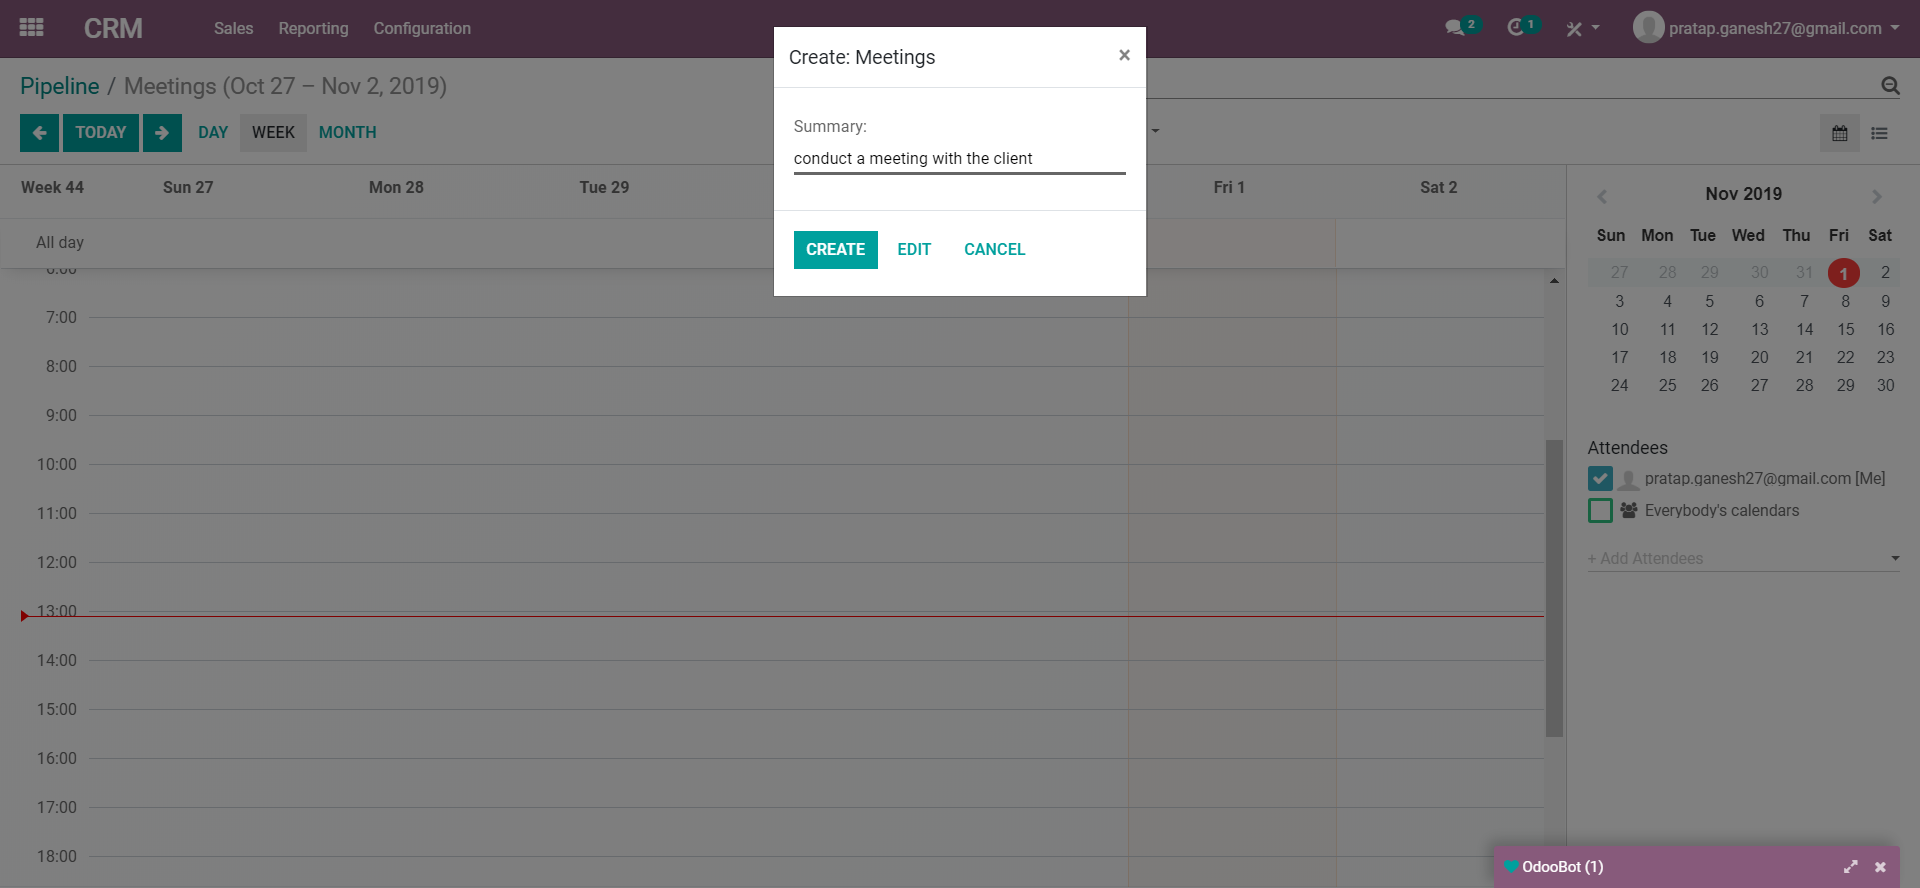 CRM Sales Reporting Configuration 2 1 pratap.ganesh27@gmail.com
Create: Meetings ×
Pipeline / Meetings (Oct 27 – Nov 2, 2019)
TODAY DAY WEEK MONTH
Summary:
conduct a meeting with the client
CREATE EDIT CANCEL
Week 44 Sun 27 Mon 28 Tue 29 Fri 1 Sat 2
All day
6:00
7:00
8:00
9:00
10:00
11:00
12:00
13:00
14:00
15:00
16:00
17:00
18:00
Nov 2019
Sun Mon Tue Wed Thu Fri Sat
27 28 29 30 31 1 2
3 4 5 6 7 8 9
10 11 12 13 14 15 16
17 18 19 20 21 22 23
24 25 26 27 28 29 30
Attendees
pratap.ganesh27@gmail.com [Me]
Everybody's calendars
+ Add Attendees
OdooBot (1)